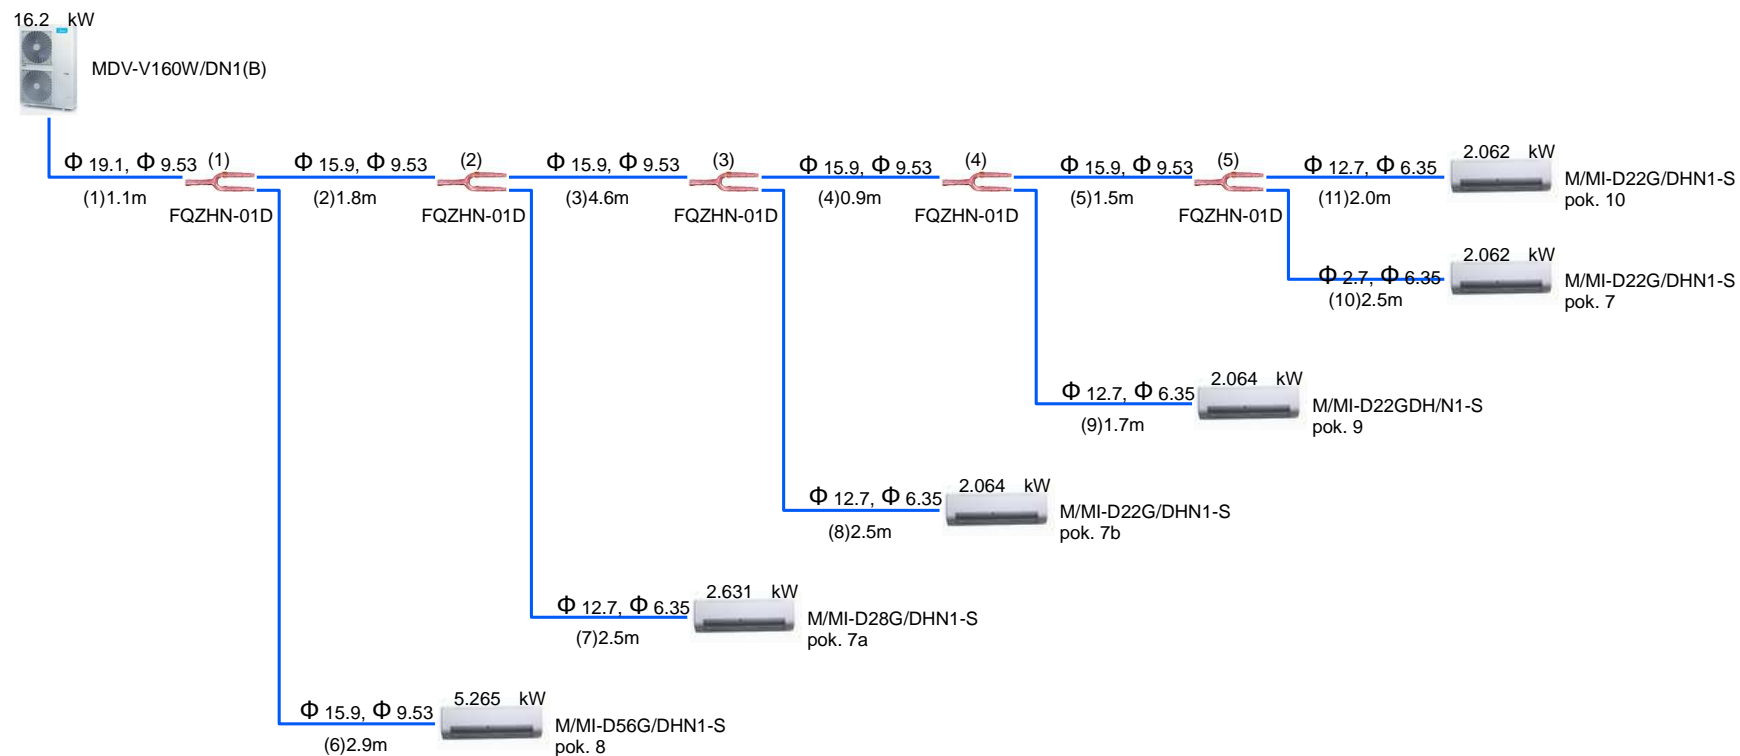 16.2 kW
MDV-V160W/DN1(B)
Φ 19.1, Φ 9.53
(1)
(1)1.1m
FQZHN-01D
Φ 15.9, Φ 9.53
(2)
(2)1.8m
FQZHN-01D
Φ 15.9, Φ 9.53
(3)
(3)4.6m
FQZHN-01D
Φ 15.9, Φ 9.53
(4)
(4)0.9m
FQZHN-01D
Φ 15.9, Φ 9.53
(5)
(5)1.5m
FQZHN-01D
Φ 12.7, Φ 6.35
(11)2.0m
2.062 kW
M/MI-D22G/DHN1-S
pok. 10
Φ 2.7, Φ 6.35
(10)2.5m
2.062 kW
M/MI-D22G/DHN1-S
pok. 7
Φ 12.7, Φ 6.35
(9)1.7m
2.064 kW
M/MI-D22GDH/N1-S
pok. 9
Φ 12.7, Φ 6.35
(8)2.5m
2.064 kW
M/MI-D22G/DHN1-S
pok. 7b
Φ 12.7, Φ 6.35
(7)2.5m
2.631 kW
M/MI-D28G/DHN1-S
pok. 7a
Φ 15.9, Φ 9.53
(6)2.9m
5.265 kW
M/MI-D56G/DHN1-S
pok. 8